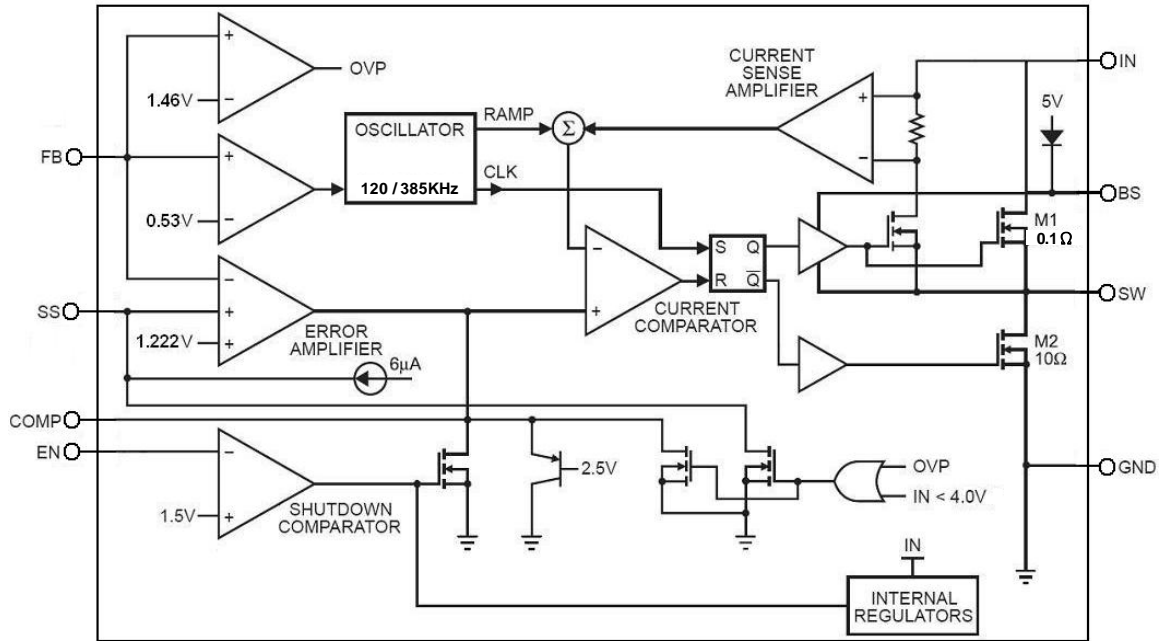 +
OVP
1.46V
−
FB
+
0.53V
−
OSCILLATOR
120 / 385KHz
RAMP
CLK
Σ
CURRENT
SENSE
AMPLIFIER
+
−
IN
5V
BS
M1
0.1 Ω
SW
S Q
R Q̅
−
+
CURRENT
COMPARATOR
−
SS
+
1.222V
+
ERROR
AMPLIFIER
6µA
M2
10Ω
COMP
EN
−
1.5V
+
SHUTDOWN
COMPARATOR
2.5V
OVP
IN < 4.0V
GND
IN
INTERNAL
REGULATORS